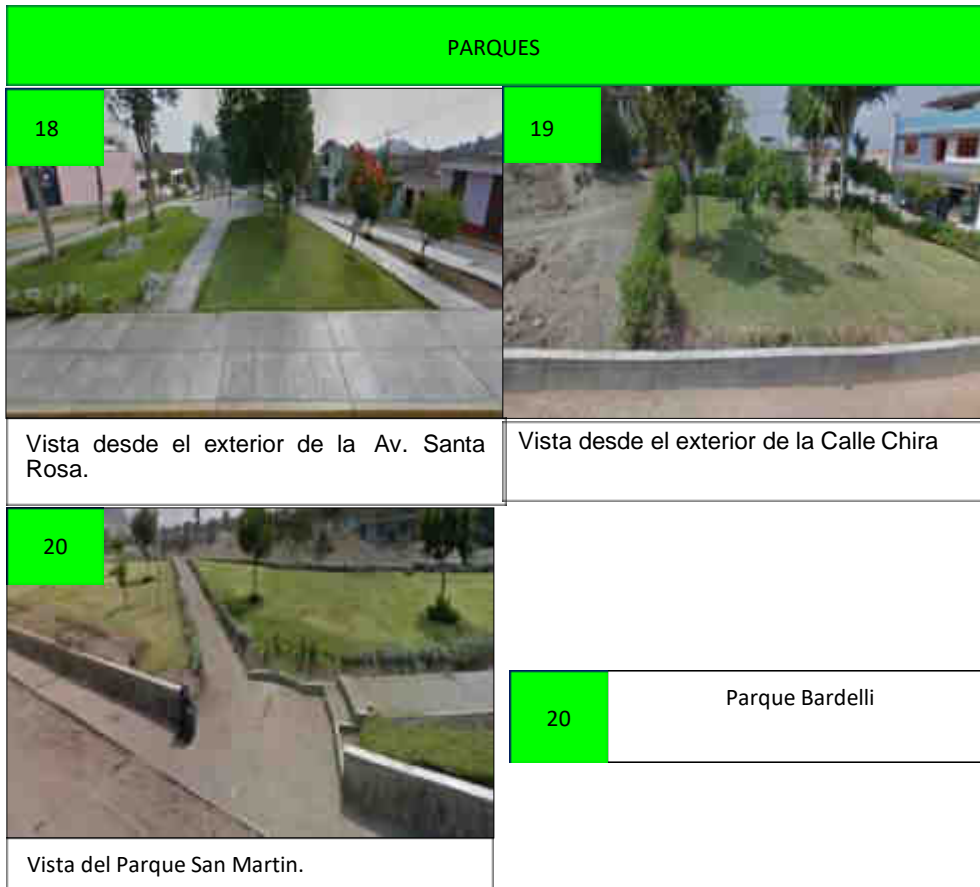 PARQUES
18
19
Vista desde el exterior de la Av. Santa
Rosa.
Vista desde el exterior de la Calle Chira
20
20
Parque Bardelli
Vista del Parque San Martin.